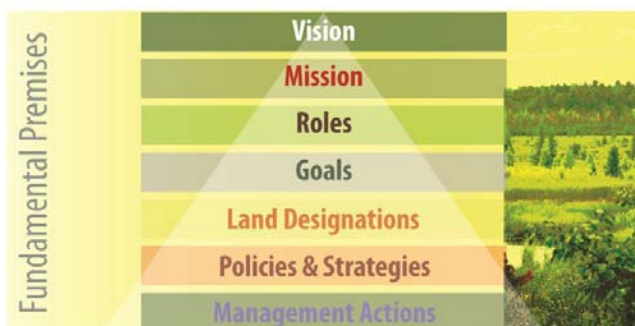 Fundamental Premises
Vision
Mission
Roles
Goals
Land Designations
Policies & Strategies
Management Actions